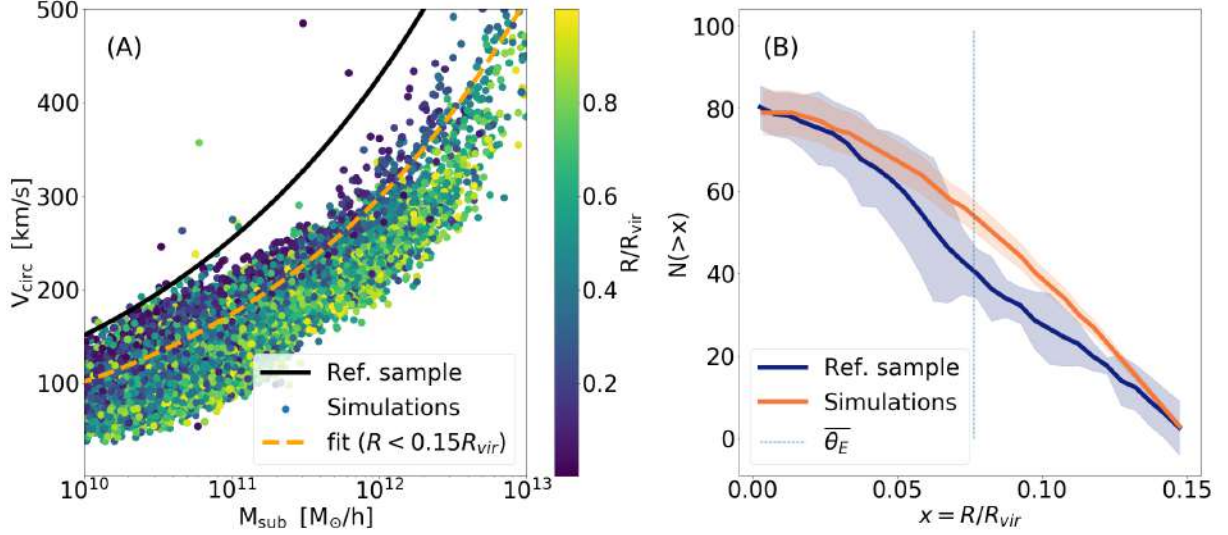 (A)
500
400
300
200
100
V_circ [km/s]
10^10
10^11
10^12
10^13
M_sub [M_⊙/h]
Ref. sample
Simulations
fit (R < 0.15R_vir)
0.8
0.6
0.4
0.2
R/R_vir
(B)
100
80
60
40
20
0
N(>x)
0.00
0.05
0.10
0.15
x = R/R_vir
Ref. sample
Simulations
θ̅_E